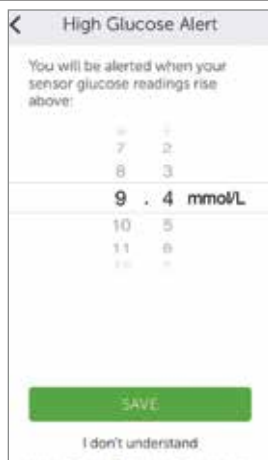 High Glucose Alert
You will be alerted when your
sensor glucose readings rise
above:
7 2
8 3
9 . 4 mmol/L
10 5
11 6
SAVE
I don't understand